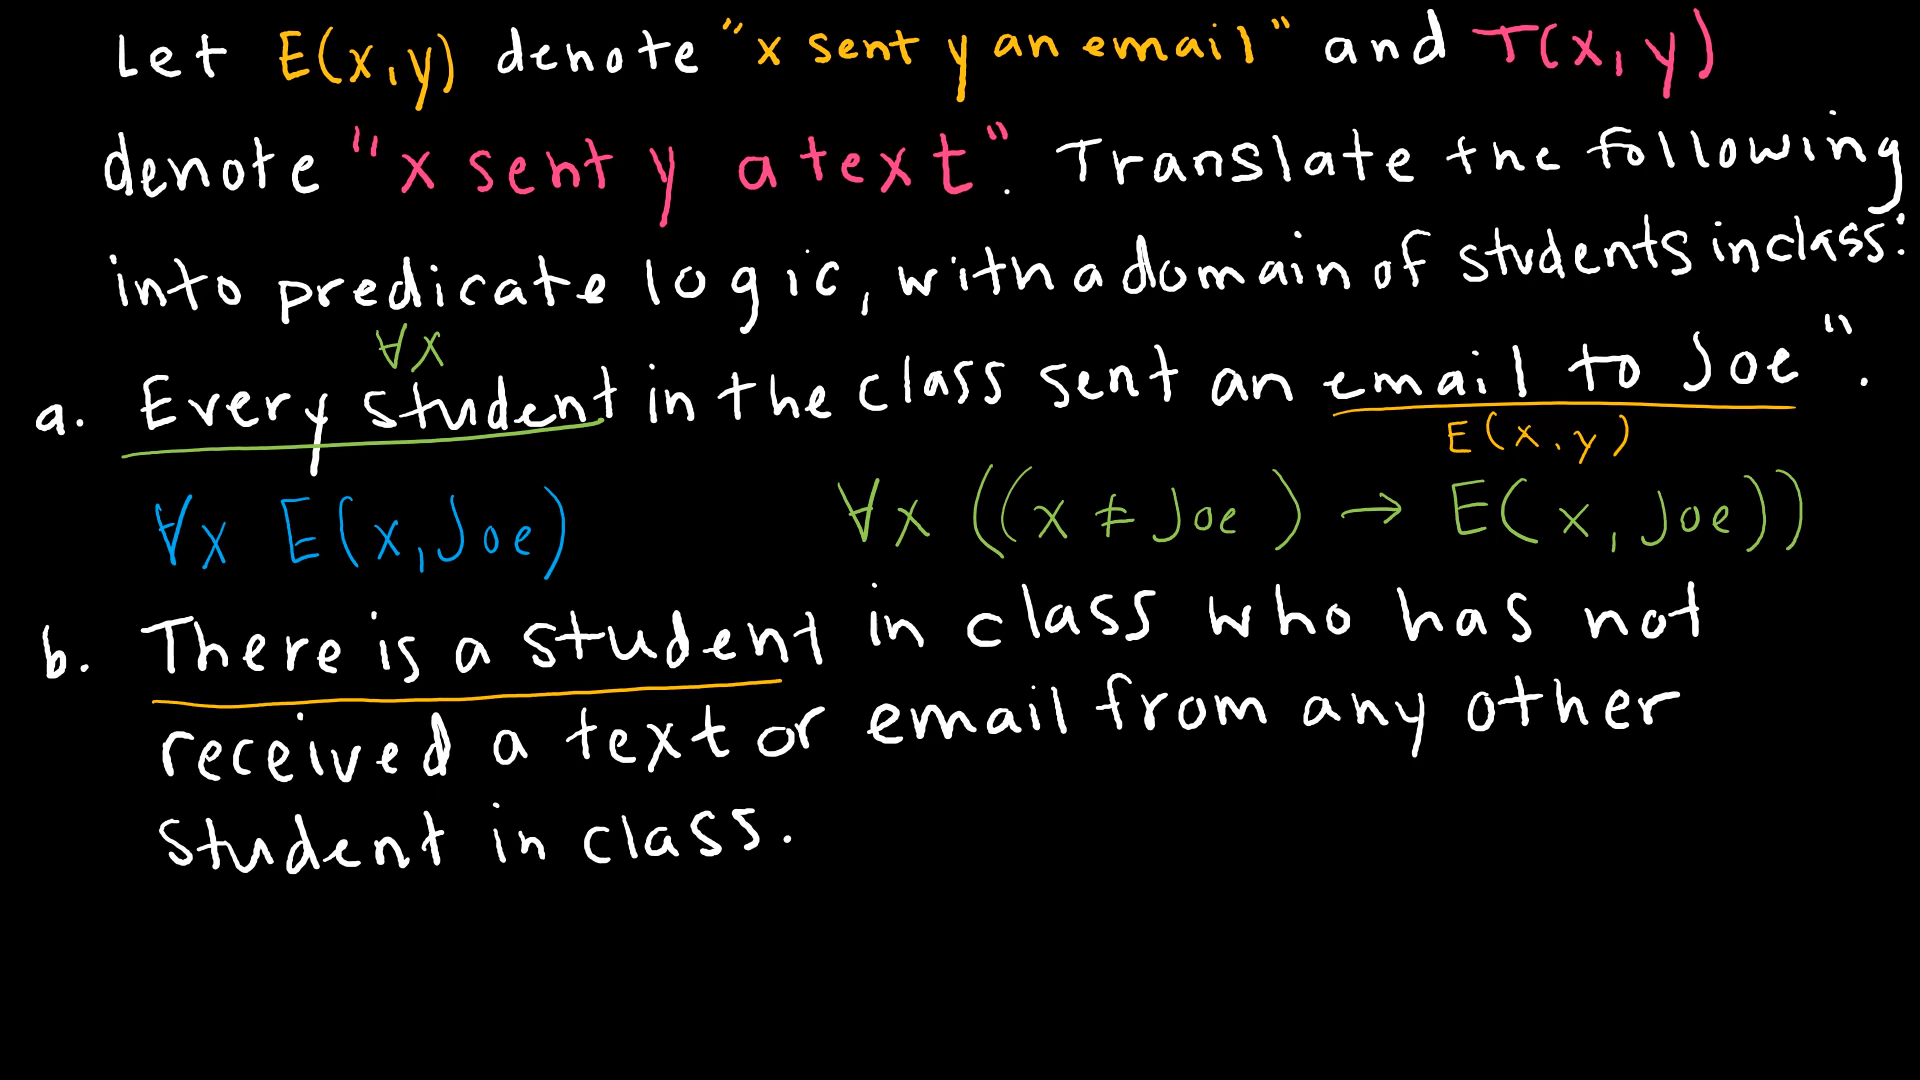 Let E(x,y) denote "x sent y an email" and T(x,y)
denote "x sent y a text". Translate the following
into predicate logic, with a domain of students in class:
∀x
a. Every student in the class sent an email to Joe".
E(x,y)
∀x E(x,Joe) ∀x ((x ≠ Joe) → E(x,Joe))
b. There is a student in class who has not
received a text or email from any other
student in class.